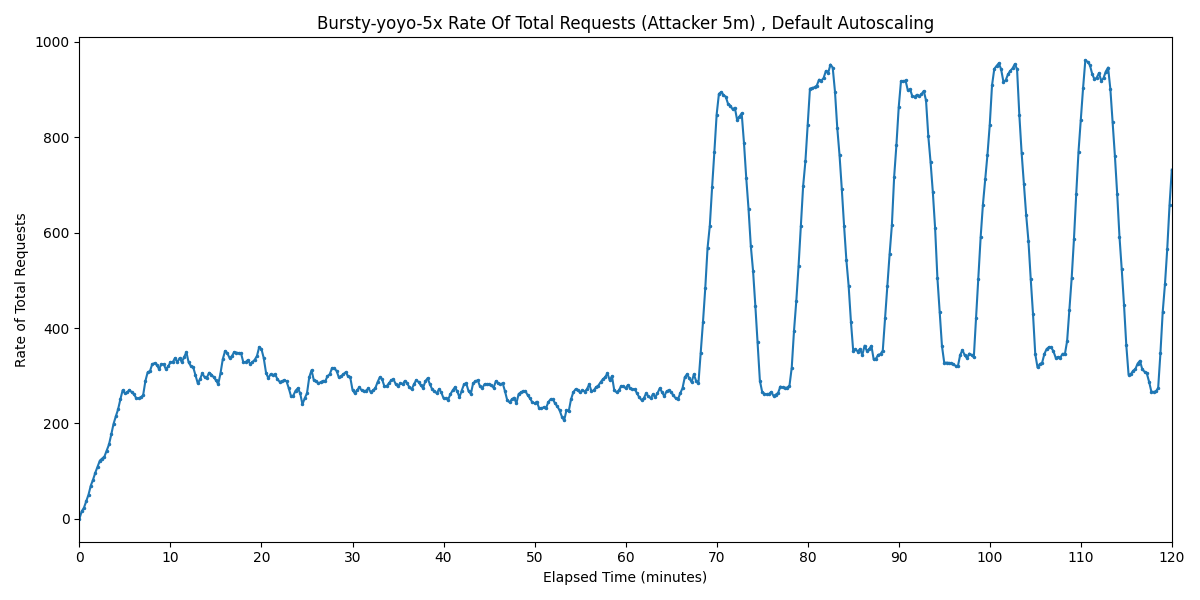 Bursty-yoyo-5x Rate Of Total Requests (Attacker 5m) , Default Autoscaling
1000
800
600
400
200
0
Rate of Total Requests
0 10 20 30 40 50 60 70 80 90 100 110 120
Elapsed Time (minutes)